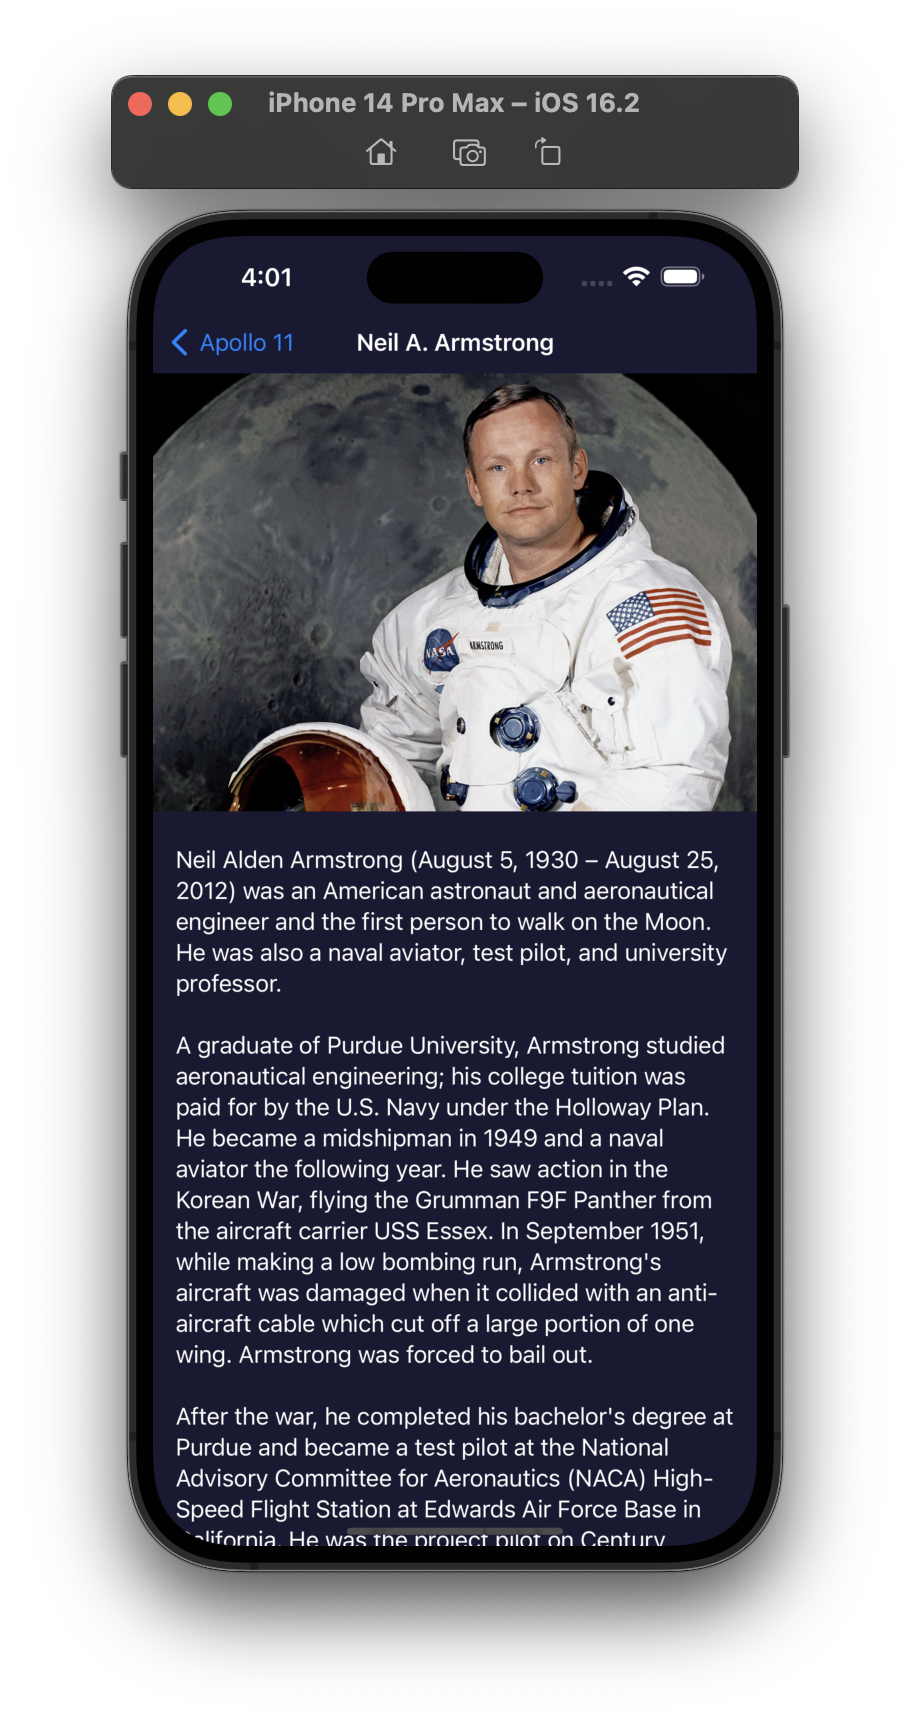 iPhone 14 Pro Max – iOS 16.2
4:01
Apollo 11
Neil A. Armstrong
NASA
ARMSTRONG
Neil Alden Armstrong (August 5, 1930 – August 25,
2012) was an American astronaut and aeronautical
engineer and the first person to walk on the Moon.
He was also a naval aviator, test pilot, and university
professor.
A graduate of Purdue University, Armstrong studied
aeronautical engineering; his college tuition was
paid for by the U.S. Navy under the Holloway Plan.
He became a midshipman in 1949 and a naval
aviator the following year. He saw action in the
Korean War, flying the Grumman F9F Panther from
the aircraft carrier USS Essex. In September 1951,
while making a low bombing run, Armstrong's
aircraft was damaged when it collided with an anti-
aircraft cable which cut off a large portion of one
wing. Armstrong was forced to bail out.
After the war, he completed his bachelor's degree at
Purdue and became a test pilot at the National
Advisory Committee for Aeronautics (NACA) High-
Speed Flight Station at Edwards Air Force Base in
California. He was the project pilot on Century